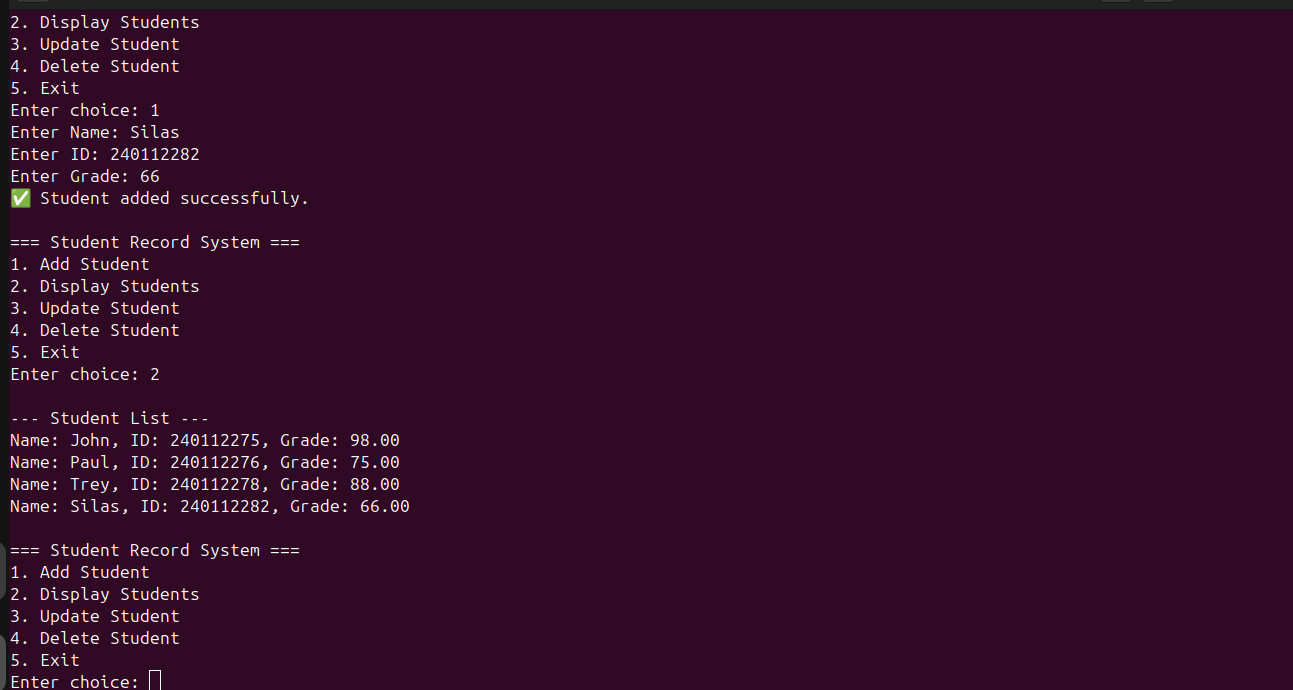 2. Display Students
3. Update Student
4. Delete Student
5. Exit
Enter choice: 1
Enter Name: Silas
Enter ID: 240112282
Enter Grade: 66
✅ Student added successfully.

=== Student Record System ===
1. Add Student
2. Display Students
3. Update Student
4. Delete Student
5. Exit
Enter choice: 2

--- Student List ---
Name: John, ID: 240112275, Grade: 98.00
Name: Paul, ID: 240112276, Grade: 75.00
Name: Trey, ID: 240112278, Grade: 88.00
Name: Silas, ID: 240112282, Grade: 66.00

=== Student Record System ===
1. Add Student
2. Display Students
3. Update Student
4. Delete Student
5. Exit
Enter choice: